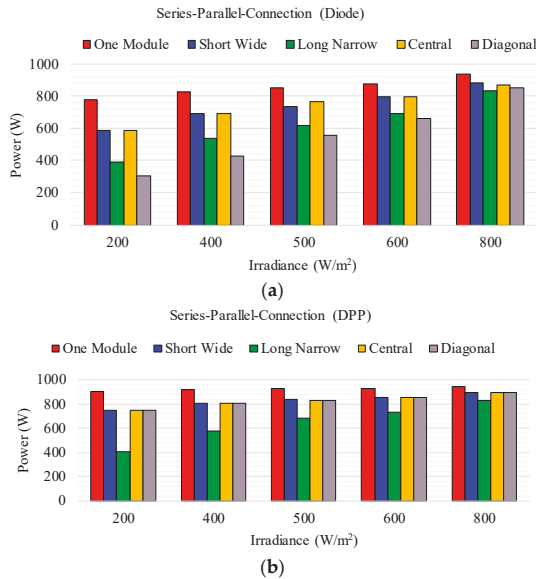 Series-Parallel-Connection (Diode)
One Module Short Wide Long Narrow Central Diagonal
1000
800
600
400
200
0
Power (W)
200 400 500 600 800
Irradiance (W/m²)
(a)
Series-Parallel-Connection (DPP)
One Module Short Wide Long Narrow Central Diagonal
1000
800
600
400
200
0
Power (W)
200 400 500 600 800
Irradiance (W/m²)
(b)